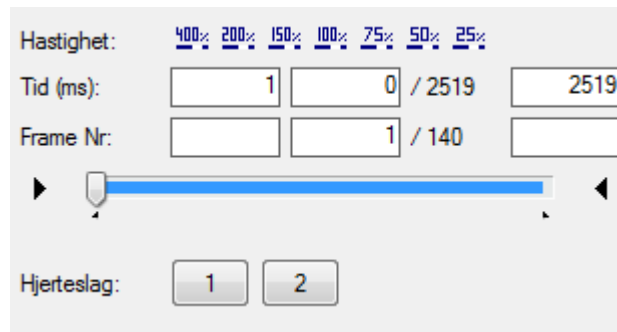 Hastighet: 400% 200% 150% 100% 75% 50% 25%
Tid (ms): 1 0 / 2519 2519
Frame Nr: 1 / 140
Hjerteslag: 1 2